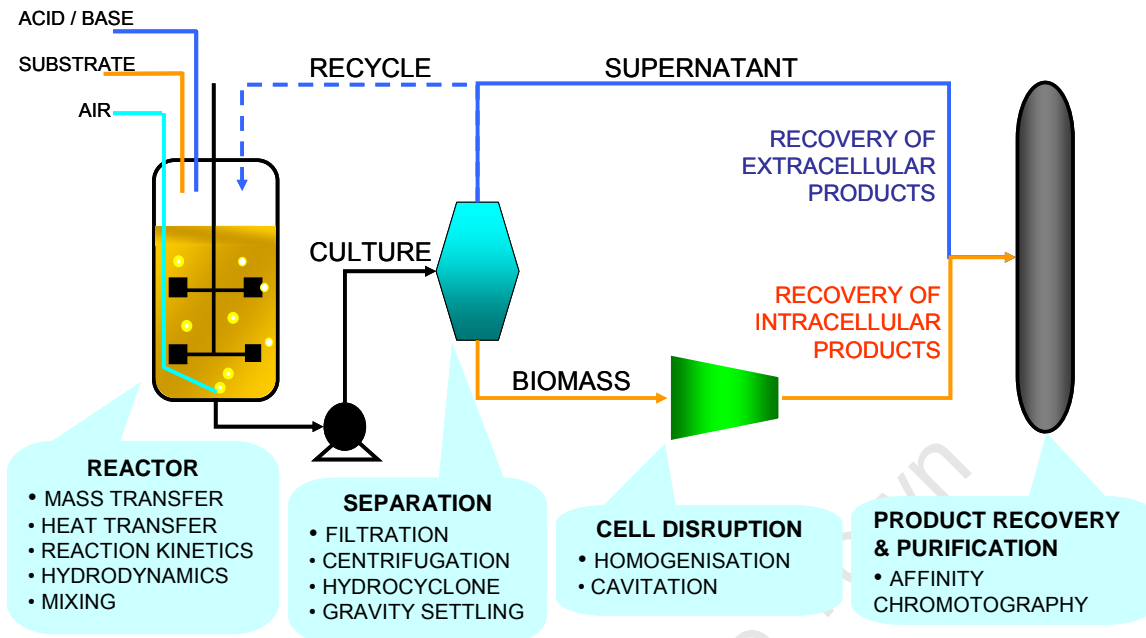 ACID / BASE
SUBSTRATE
AIR
RECYCLE
SUPERNATANT
RECOVERY OF
EXTRACELLULAR
PRODUCTS
CULTURE
RECOVERY OF
INTRACELLULAR
PRODUCTS
BIOMASS
REACTOR
• MASS TRANSFER
• HEAT TRANSFER
• REACTION KINETICS
• HYDRODYNAMICS
• MIXING
SEPARATION
• FILTRATION
• CENTRIFUGATION
• HYDROCYCLONE
• GRAVITY SETTLING
CELL DISRUPTION
• HOMOGENISATION
• CAVITATION
PRODUCT RECOVERY
& PURIFICATION
• AFFINITY
CHROMOTOGRAPHY